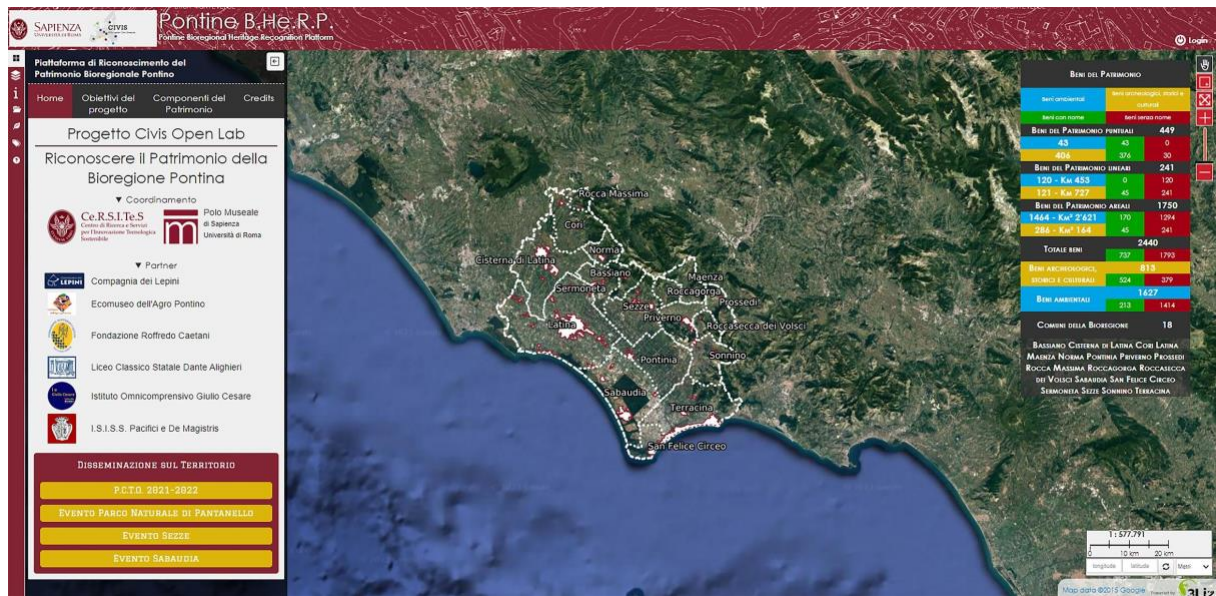 SAPIENZA
UNIVERSITÀ DI ROMA
CIVIS
Pontine B.He.R.P.
Pontine Bioregional Heritage Recognition Platform
Login
Piattaforma di Riconoscimento del
Patrimonio Bioregionale Pontino
Home
Obiettivi del
progetto
Componenti del
Patrimonio
Credits
Progetto Civis Open Lab
Riconoscere il Patrimonio della
Bioregione Pontina
▼ Coordinamento
Ce.R.S.I.Te.S
Centro di Ricerca e Servizi
per l'Innovazione Tecnologica
Sostenibile
Polo Museale
di Sapienza
Università di Roma
▼ Partner
LEPINI
Compagnia dei Lepini
Ecomuseo dell'Agro Pontino
Fondazione Roffredo Caetani
Liceo Classico Statale Dante Alighieri
Istituto Omnicomprensivo Giulio Cesare
I.S.I.S.S. Pacifici e De Magistris
DISSEMINAZIONE SUL TERRITORIO
P.C.T.O. 2021-2022
EVENTO PARCO NATURALE DI PANTANELLO
EVENTO SEZZE
EVENTO SABAUDIA
Rocca Massima
Cori
Norma
Cisterna di Latina
Bassiano
Maenza
Sermoneta
Roccagorga
Prossedi
Sezze
Priverno
Latina
Roccasecca dei Volsci
Pontinia
Sonnino
Sabaudia
Terracina
San Felice Circeo
BENI DEL PATRIMONIO
Beni ambientali
Beni archeologici, storici e
culturali
Beni con nome
Beni senza nome
BENI DEL PATRIMONIO PUNTUALI 449
43 43 0
406 376 30
BENI DEL PATRIMONIO LINEARI 241
120 - KM 453 0 120
121 - KM 727 45 241
BENI DEL PATRIMONIO AREALI 1750
1464 - KM² 2'621 170 1294
286 - KM² 164 45 241
TOTALE BENI 2440
737 1793
BENI ARCHEOLOGICI,
STORICI E CULTURALI
813
524 379
BENI AMBIENTALI
1627
213 1414
COMUNI DELLA BIOREGIONE 18
BASSIANO CISTERNA DI LATINA CORI LATINA
MAENZA NORMA PONTINIA PRIVERNO PROSSEDI
ROCCA MASSIMA ROCCAGORGA ROCCASECCA
DEI VOLSCI SABAUDIA SAN FELICE CIRCEO
SERMONETA SEZZE SONNINO TERRACINA
1 : 577.791
0 10 km 20 km
longitude latitude Metri
Map data ©2015 Google Powered by 3Liz